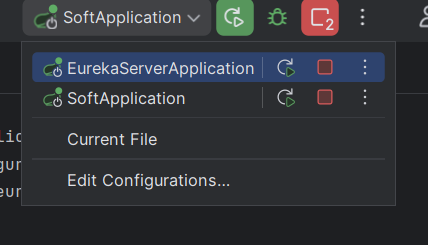 SoftApplication
2
EurekaServerApplication
SoftApplication
Current File
Edit Configurations...